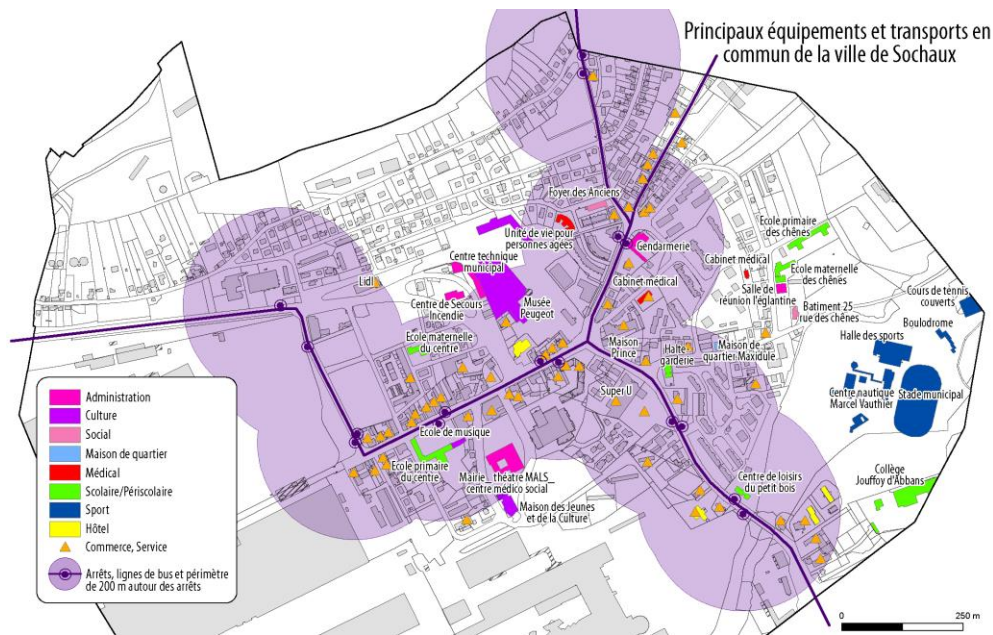 Principaux équipements et transports en
commun de la ville de Sochaux
Foyer des Anciens
Unité de vie pour
personnes agées
Gendarmerie
Ecole primaire
des chênes
Centre technique
municipal
Cabinet médical
Ecole maternelle
des chênes
Lidl
Cabinet médical
Salle de
réunion l'églantine
Cours de tennis
couverts
Centre de Secours
Incendie
Musée
Peugeot
Batiment 25
rue des chênes
Boulodrome
Ecole maternelle
du centre
Maison
Prince
Halte
garderie
Maison de
quartier Maxidule
Halle des sports
Super U
Centre nautique
Marcel Vauthier
Stade municipal
Ecole de musique
Ecole primaire
du centre
Mairie_ théatre MALS_
centre médico social
Centre de loisirs
du petit bois
Collège
Jouffoy d'Abbans
Maison des Jeunes
et de la Culture
Administration
Culture
Social
Maison de quartier
Médical
Scolaire/Périscolaire
Sport
Hôtel
Commerce, Service
Arrêts, lignes de bus et périmètre
de 200 m autour des arrêts
0 250 m